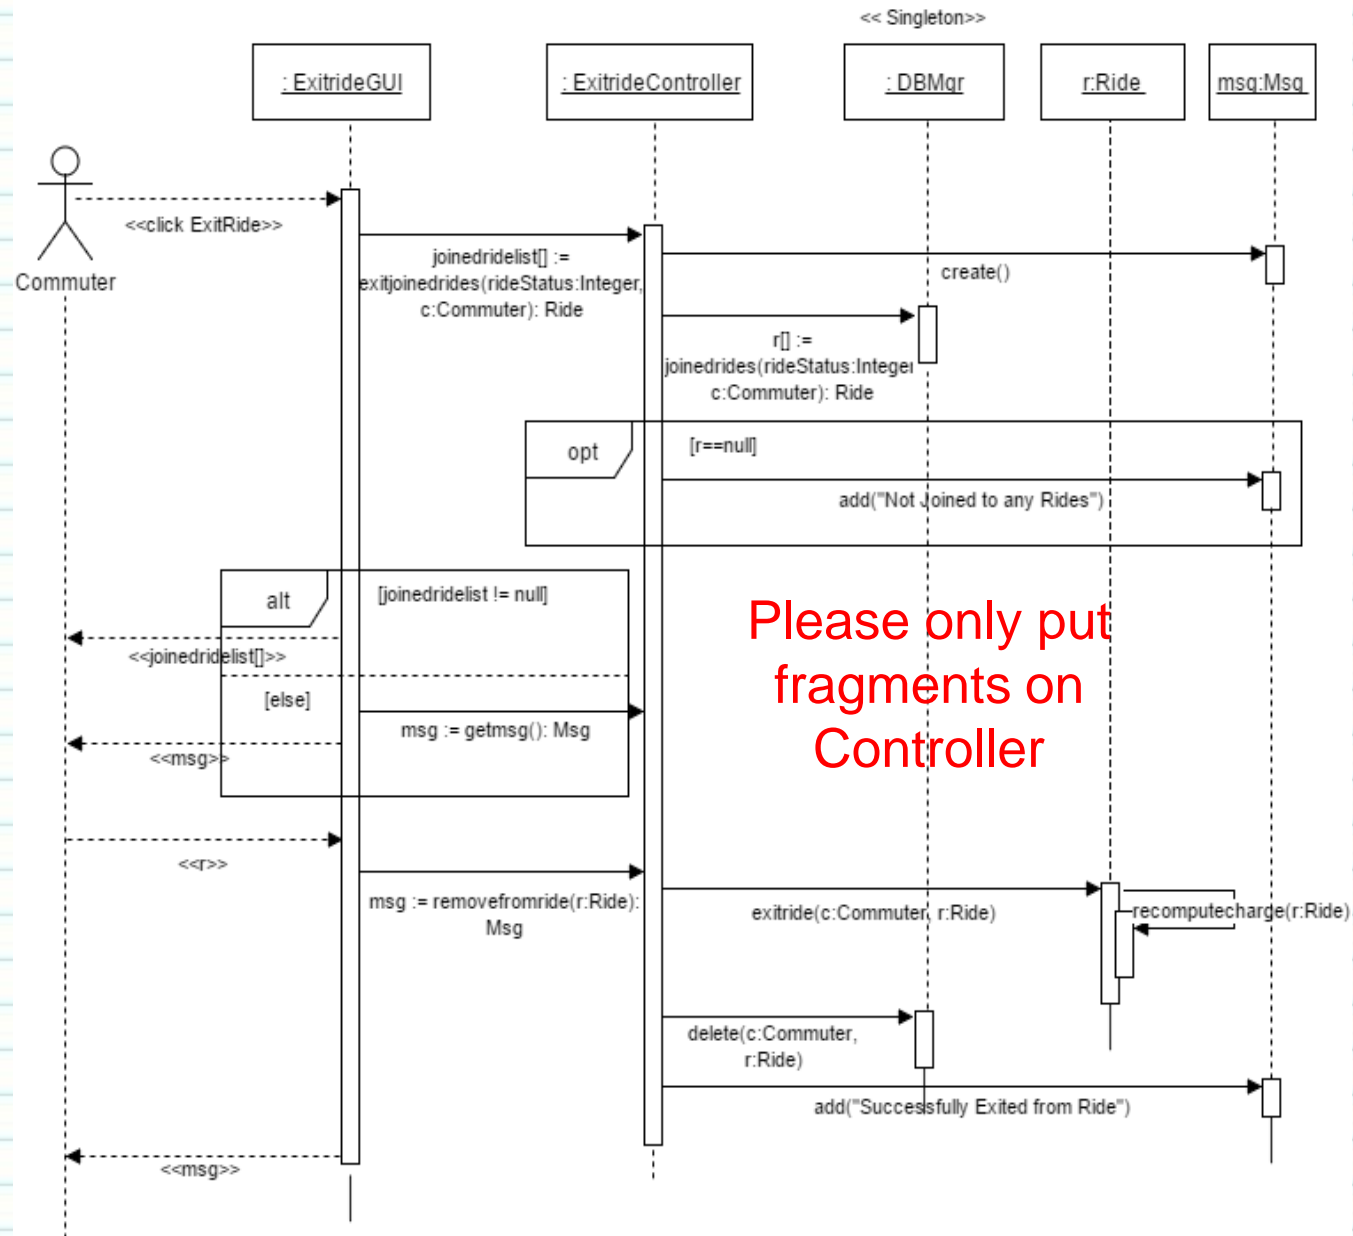 << Singleton>>
: ExitrideGUI
: ExitrideController
: DBMgr
r:Ride
msg:Msg
<<click ExitRide>>
Commuter
joinedridelist[] :=
exitjoinedrides(rideStatus:Integer,
c:Commuter): Ride
create()
r[] :=
joinedrides(rideStatus:Integer
c:Commuter): Ride
opt
[r==null]
add("Not Joined to any Rides")
alt
[joinedridelist != null]
<<joinedridelist[]>>
[else]
msg := getmsg(): Msg
<<msg>>
Please only put
fragments on
Controller
<<r>>
msg := removefromride(r:Ride):
Msg
exitride(c:Commuter, r:Ride)
recomputecharge(r:Ride)
delete(c:Commuter,
r:Ride)
add("Successfully Exited from Ride")
<<msg>>